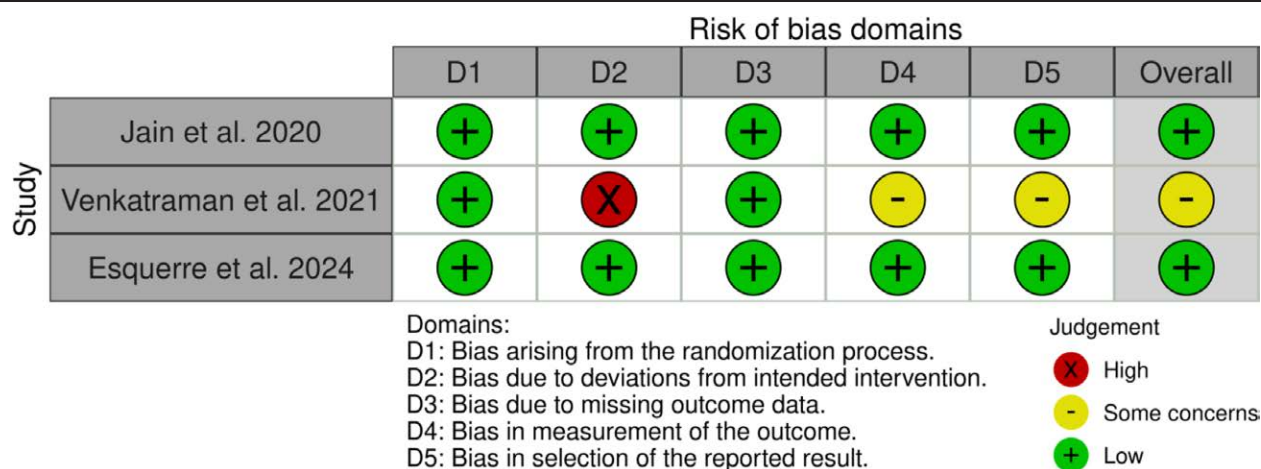 Risk of bias domains
D1 D2 D3 D4 D5 Overall
Study
Jain et al. 2020 + + + + + +
Venkatraman et al. 2021 + X + - - -
Esquerre et al. 2024 + + + + + +
Domains:
D1: Bias arising from the randomization process.
D2: Bias due to deviations from intended intervention.
D3: Bias due to missing outcome data.
D4: Bias in measurement of the outcome.
D5: Bias in selection of the reported result.
Judgement
X High
- Some concerns
+ Low